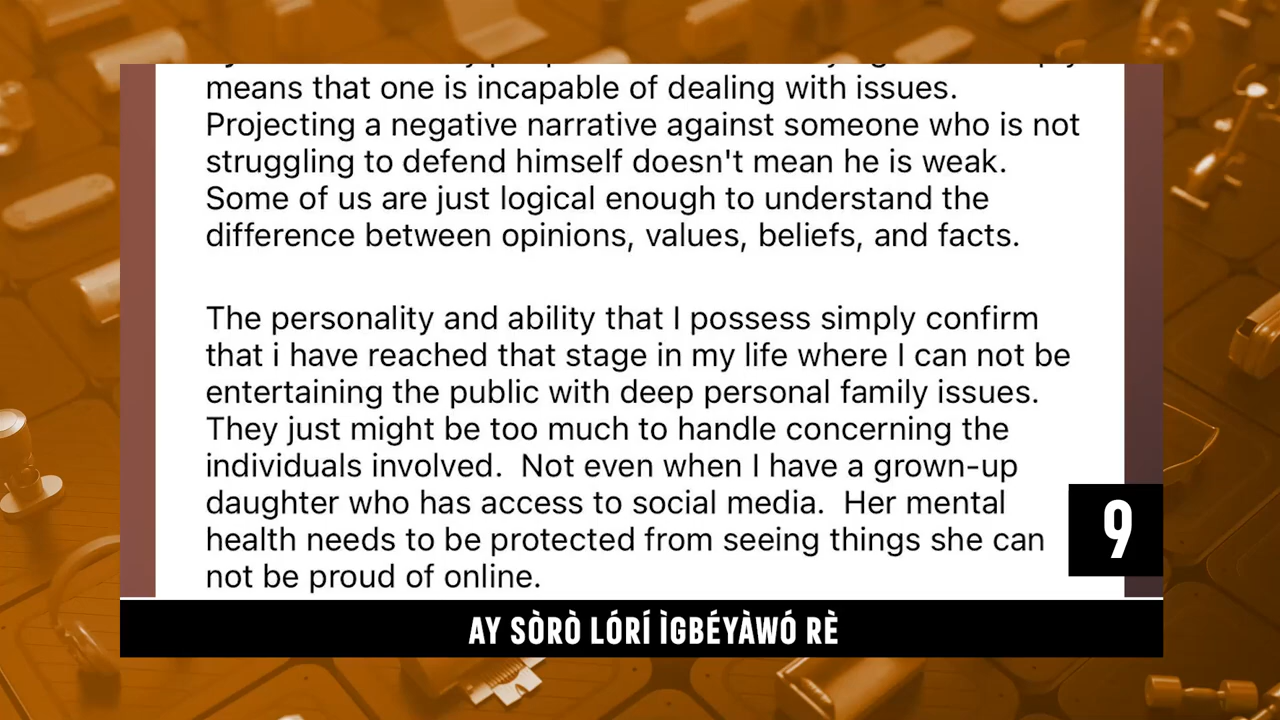 means that one is incapable of dealing with issues.
Projecting a negative narrative against someone who is not
struggling to defend himself doesn't mean he is weak.
Some of us are just logical enough to understand the
difference between opinions, values, beliefs, and facts.
The personality and ability that I possess simply confirm
that i have reached that stage in my life where I can not be
entertaining the public with deep personal family issues.
They just might be too much to handle concerning the
individuals involved.  Not even when I have a grown-up
daughter who has access to social media.  Her mental
health needs to be protected from seeing things she can
not be proud of online.
9
AY SÒRÒ LÓRÍ ÌGBÉYÀWÓ RÈ